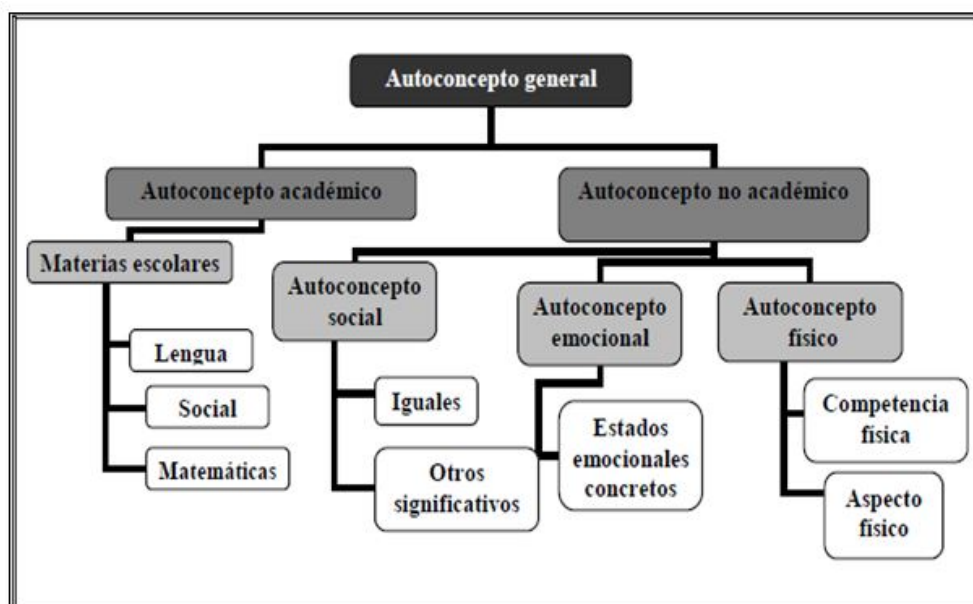 Autoconcepto general
Autoconcepto académico
Autoconcepto no académico
Materias escolares
Autoconcepto
social
Autoconcepto
emocional
Autoconcepto
físico
Lengua
Social
Matemáticas
Iguales
Otros
significativos
Estados
emocionales
concretos
Competencia
física
Aspecto
físico